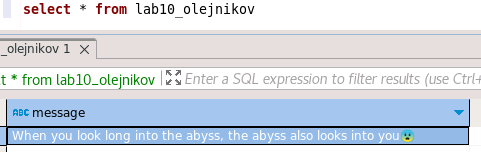 select * from lab10_olejnikov
_olejnikov 1
t * from lab10_olejnikov Enter a SQL expression to filter results (use Ctrl+
ABC message
When you look long into the abyss, the abyss also looks into you😰